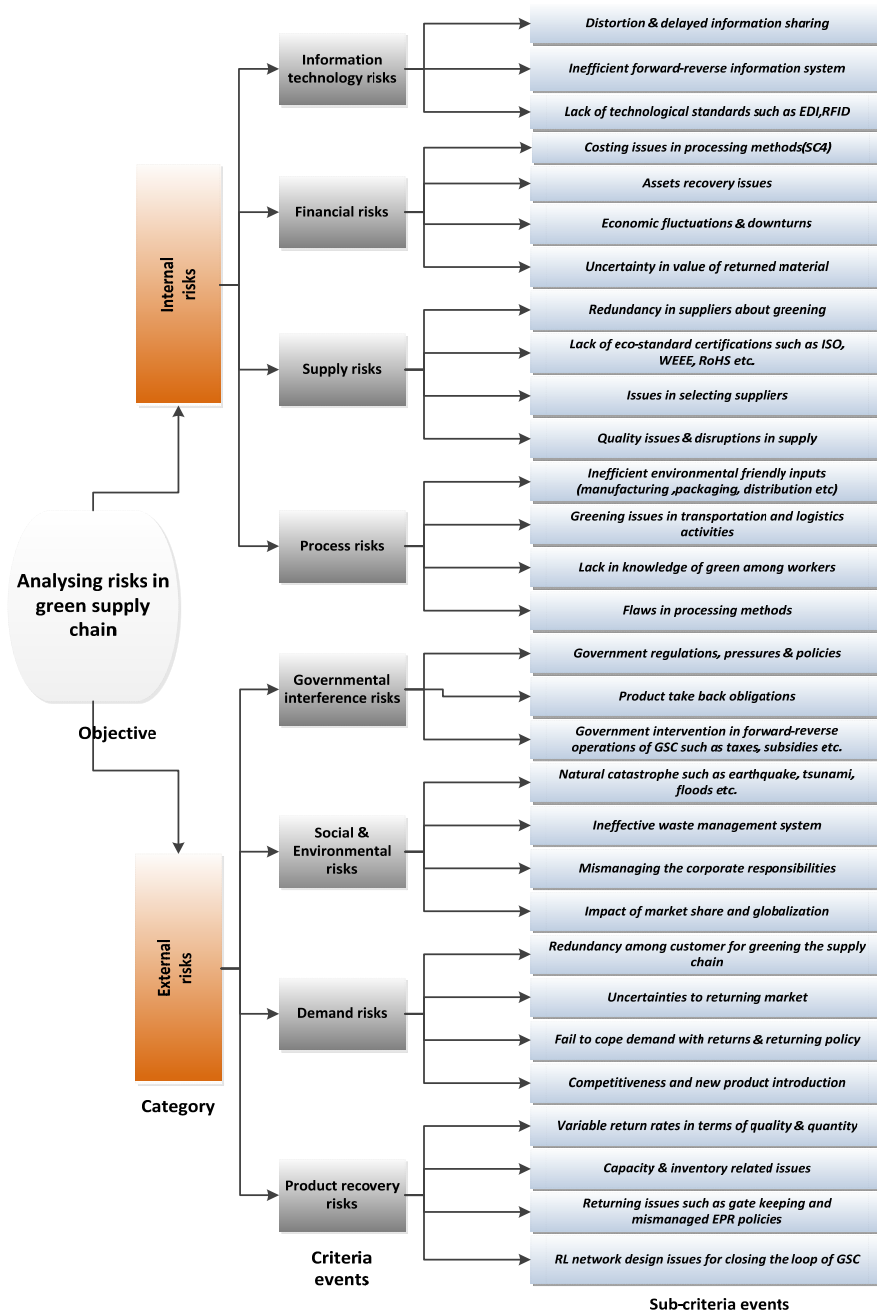 Analysing risks in
green supply
chain
Objective
Internal
risks
External
risks
Category
Information
technology risks
Financial risks
Supply risks
Process risks
Governmental
interference risks
Social &
Environmental
risks
Demand risks
Product recovery
risks
Criteria
events
Distortion & delayed information sharing
Inefficient forward-reverse information system
Lack of technological standards such as EDI,RFID
Costing issues in processing methods(SC4)
Assets recovery issues
Economic fluctuations & downturns
Uncertainty in value of returned material
Redundancy in suppliers about greening
Lack of eco-standard certifications such as ISO,
WEEE, RoHS etc.
Issues in selecting suppliers
Quality issues & disruptions in supply
Inefficient environmental friendly inputs
(manufacturing ,packaging, distribution etc)
Greening issues in transportation and logistics
activities
Lack in knowledge of green among workers
Flaws in processing methods
Government regulations, pressures & policies
Product take back obligations
Government intervention in forward-reverse
operations of GSC such as taxes, subsidies etc.
Natural catastrophe such as earthquake, tsunami,
floods etc.
Ineffective waste management system
Mismanaging the corporate responsibilities
Impact of market share and globalization
Redundancy among customer for greening the supply
chain
Uncertainties to returning market
Fail to cope demand with returns & returning policy
Competitiveness and new product introduction
Variable return rates in terms of quality & quantity
Capacity & inventory related issues
Returning issues such as gate keeping and
mismanaged EPR policies
RL network design issues for closing the loop of GSC
Sub-criteria events